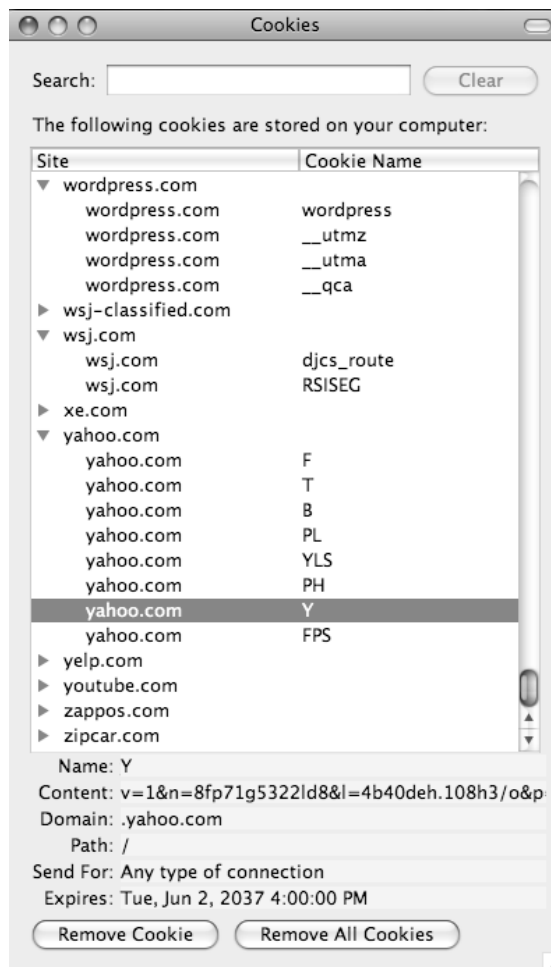 Cookies
Search: Clear
The following cookies are stored on your computer:
Site Cookie Name
wordpress.com
wordpress.com wordpress
wordpress.com __utmz
wordpress.com __utma
wordpress.com __qca
wsj-classified.com
wsj.com
wsj.com djcs_route
wsj.com RSISEG
xe.com
yahoo.com
yahoo.com F
yahoo.com T
yahoo.com B
yahoo.com PL
yahoo.com YLS
yahoo.com PH
yahoo.com Y
yahoo.com FPS
yelp.com
youtube.com
zappos.com
zipcar.com
Name: Y
Content: v=1&n=8fp71g5322ld8&l=4b40deh.108h3/o&p=
Domain: .yahoo.com
Path: /
Send For: Any type of connection
Expires: Tue, Jun 2, 2037 4:00:00 PM
Remove Cookie Remove All Cookies